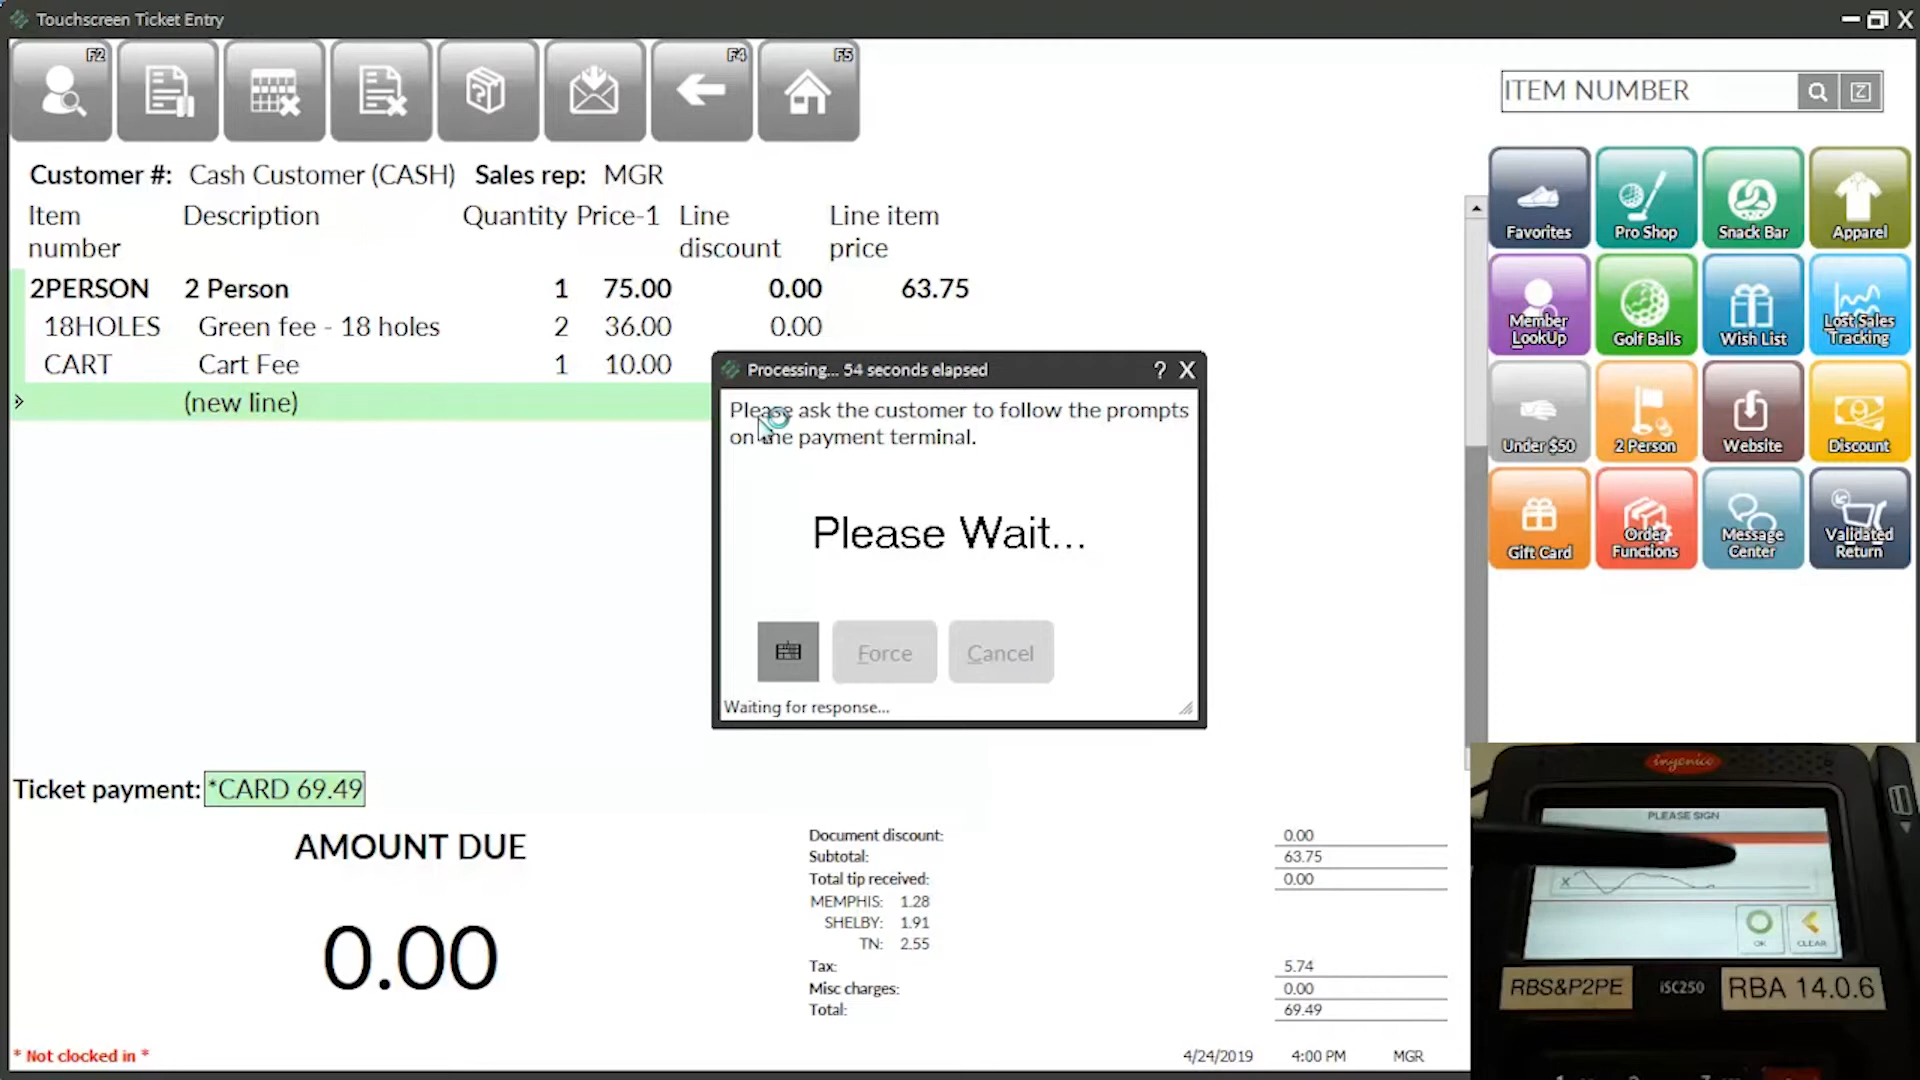 Touchscreen Ticket Entry
F2
F4
F5
ITEM NUMBER
Z
Customer #: Cash Customer (CASH) Sales rep: MGR
Item number Description Quantity Price-1 Line discount Line item price
2PERSON 2 Person 1 75.00 0.00 63.75
18HOLES Green fee - 18 holes 2 36.00 0.00
CART Cart Fee 1 10.00
(new line)
Favorites
Pro Shop
Snack Bar
Apparel
Member LookUp
Golf Balls
Wish List
Lost Sales Tracking
Under $50
2 Person
Website
Discount
Gift Card
Order Functions
Message Center
Validated Return
Processing... 54 seconds elapsed
? X
Please ask the customer to follow the prompts
on the payment terminal.
Please Wait...
Force
Cancel
Waiting for response...
Ticket payment: *CARD 69.49
AMOUNT DUE
0.00
Document discount: 0.00
Subtotal: 63.75
Total tip received: 0.00
MEMPHIS: 1.28
SHELBY: 1.91
TN: 2.55
Tax: 5.74
Misc charges: 0.00
Total: 69.49
* Not clocked in *
4/24/2019 4:00 PM MGR
ingenico
PLEASE SIGN
X
OK
CLEAR
RBS&P2PE
iSC250
RBA 14.0.6